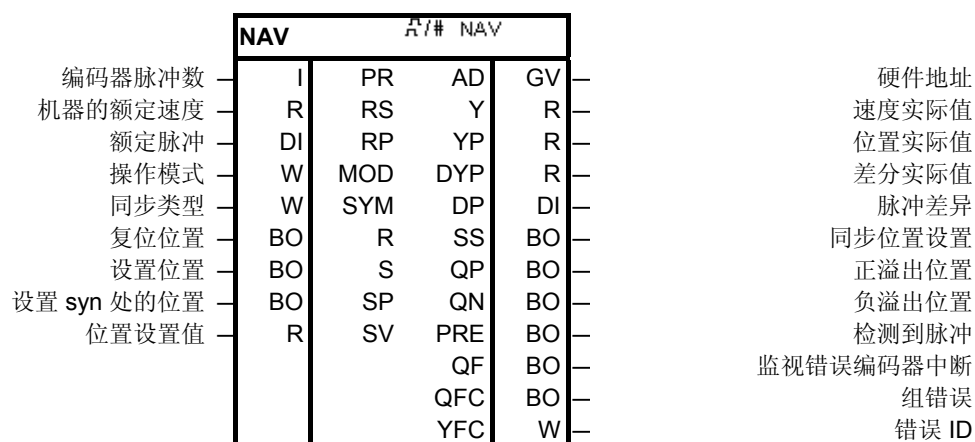 NAV ⎍/# NAV
编码器脉冲数 I PR AD GV 硬件地址
机器的额定速度 R RS Y R 速度实际值
额定脉冲 DI RP YP R 位置实际值
操作模式 W MOD DYP R 差分实际值
同步类型 W SYM DP DI 脉冲差异
复位位置 BO R SS BO 同步位置设置
设置位置 BO S QP BO 正溢出位置
设置 syn 处的位置 BO SP QN BO 负溢出位置
位置设置值 R SV PRE BO 检测到脉冲
QF BO 监视错误编码器中断
QFC BO 组错误
YFC W 错误 ID